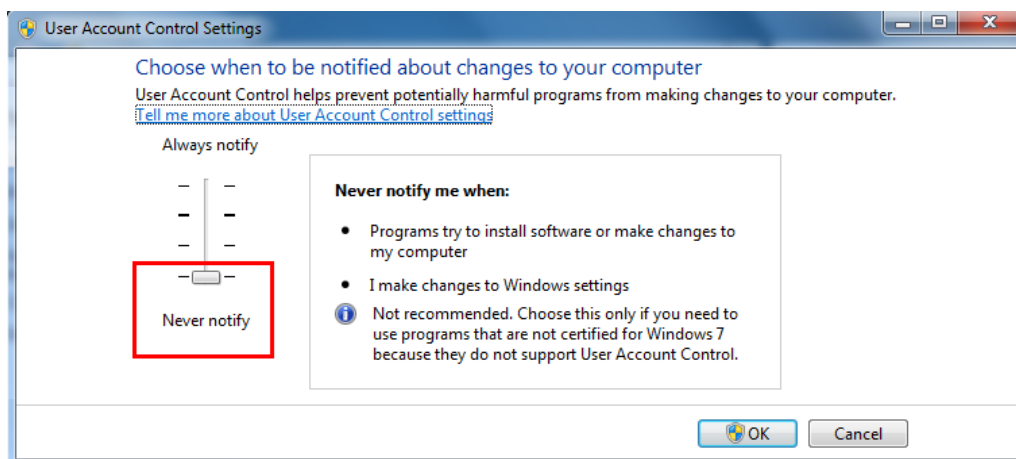 User Account Control Settings
Choose when to be notified about changes to your computer
User Account Control helps prevent potentially harmful programs from making changes to your computer.
Tell me more about User Account Control settings
Always notify
Never notify me when:
Programs try to install software or make changes to
my computer
I make changes to Windows settings
Never notify
Not recommended. Choose this only if you need to
use programs that are not certified for Windows 7
because they do not support User Account Control.
OK
Cancel